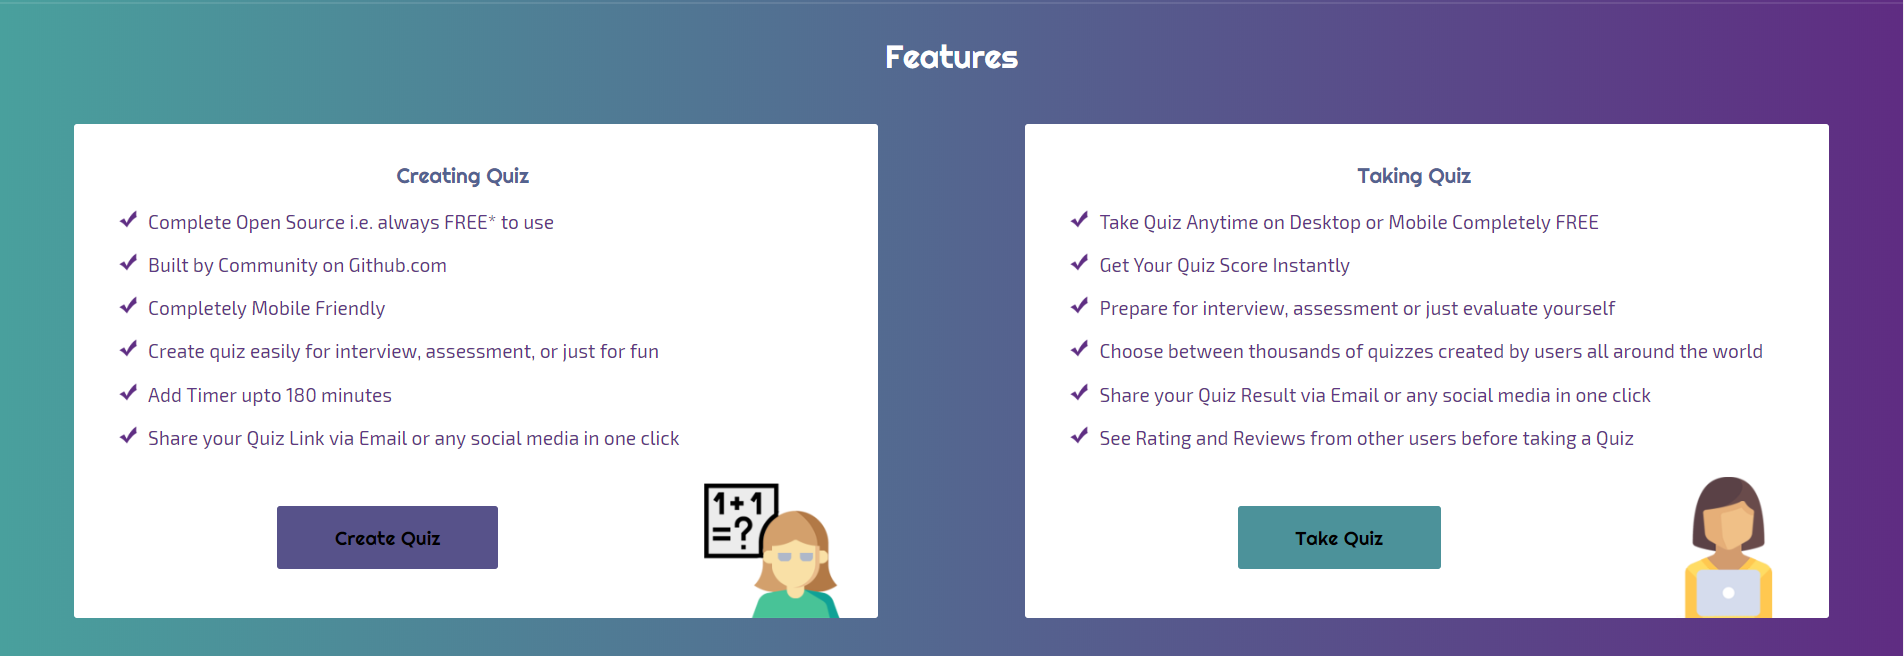 Features
Creating Quiz
Complete Open Source i.e. always FREE* to use
Built by Community on Github.com
Completely Mobile Friendly
Create quiz easily for interview, assessment, or just for fun
Add Timer upto 180 minutes
Share your Quiz Link via Email or any social media in one click
Create Quiz
1+1
=?
Taking Quiz
Take Quiz Anytime on Desktop or Mobile Completely FREE
Get Your Quiz Score Instantly
Prepare for interview, assessment or just evaluate yourself
Choose between thousands of quizzes created by users all around the world
Share your Quiz Result via Email or any social media in one click
See Rating and Reviews from other users before taking a Quiz
Take Quiz